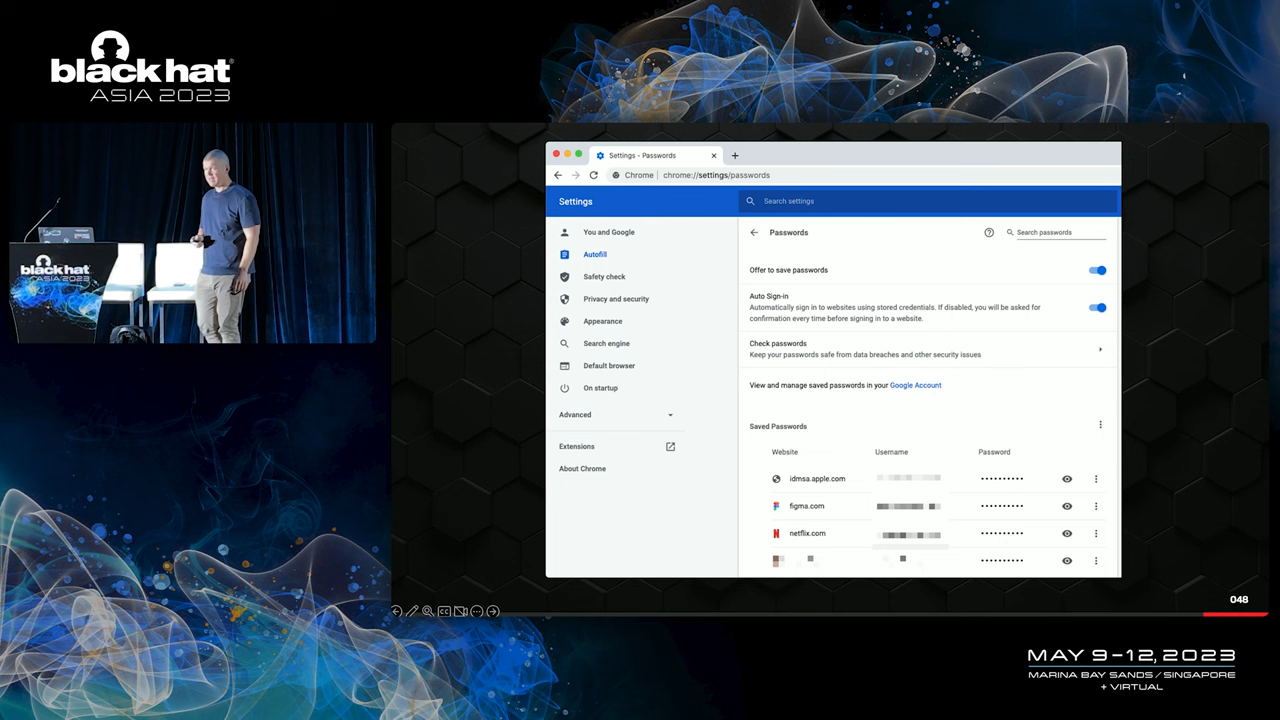 black hat®
ASIA 2023
black hat
ASIA 2023
Settings - Passwords
Chrome
chrome://settings/passwords
Settings
Search settings
You and Google
Autofill
Safety check
Privacy and security
Appearance
Search engine
Default browser
On startup
Advanced
Extensions
About Chrome
Passwords
Search passwords
Offer to save passwords
Auto Sign-in
Automatically sign in to websites using stored credentials. If disabled, you will be asked for
confirmation every time before signing in to a website.
Check passwords
Keep your passwords safe from data breaches and other security issues
View and manage saved passwords in your Google Account
Saved Passwords
Website Username Password
idmsa.apple.com ••••••••••
figma.com ••••••••••
netflix.com ••••••••••
••••••••••
048
MAY 9-12, 2023
MARINA BAY SANDS / SINGAPORE
+ VIRTUAL